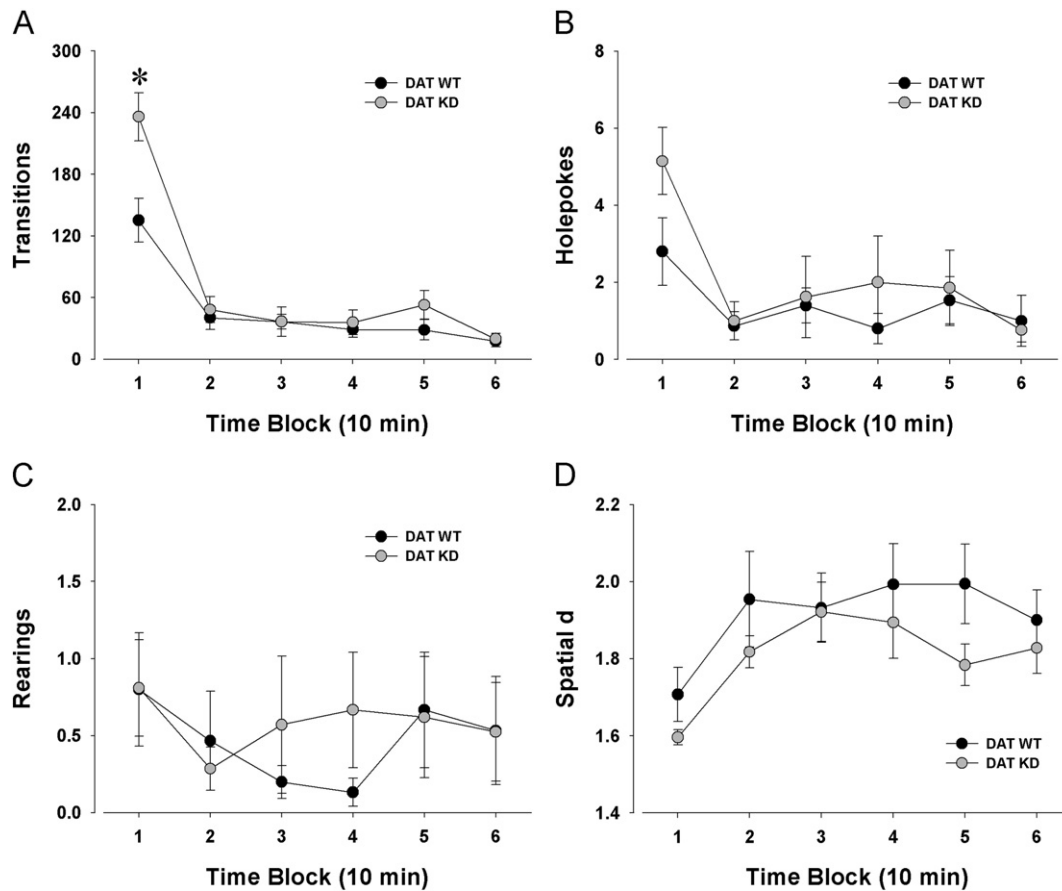 A
300
240
180
120
60
0
Transitions
*
DAT WT
DAT KD
1 2 3 4 5 6
Time Block (10 min)
B
8
6
4
2
0
Holepokes
DAT WT
DAT KD
1 2 3 4 5 6
Time Block (10 min)
C
2.0
1.5
1.0
0.5
0.0
Rearings
DAT WT
DAT KD
1 2 3 4 5 6
Time Block (10 min)
D
2.2
2.0
1.8
1.6
1.4
Spatial d
DAT WT
DAT KD
1 2 3 4 5 6
Time Block (10 min)